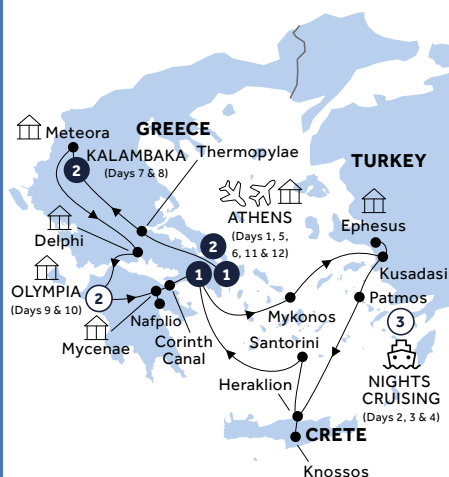 Meteora
GREECE
2
KALAMBAKA
(Days 7 & 8)
Thermopylae
TURKEY
ATHENS
(Days 1, 5,
6, 11 & 12)
Ephesus
Delphi
2
Kusadasi
OLYMPIA
(Days 9 & 10)
2
1
1
Patmos
Mykonos
3
Nafplio
Mycenae
Corinth
Canal
Santorini
NIGHTS
CRUISING
(Days 2, 3 & 4)
Heraklion
CRETE
Knossos